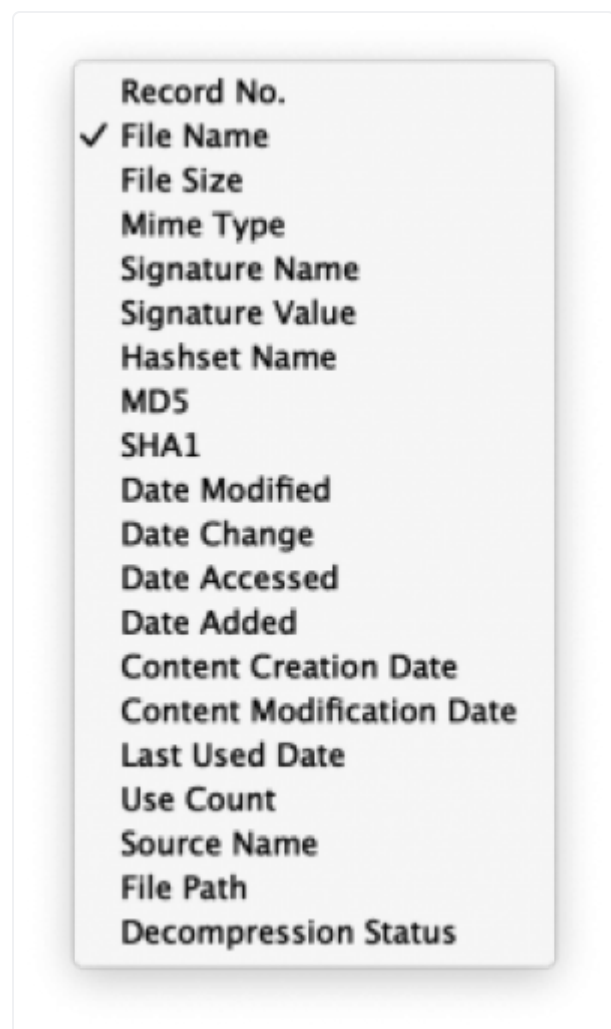 Record No.
✓ File Name
File Size
Mime Type
Signature Name
Signature Value
Hashset Name
MD5
SHA1
Date Modified
Date Change
Date Accessed
Date Added
Content Creation Date
Content Modification Date
Last Used Date
Use Count
Source Name
File Path
Decompression Status